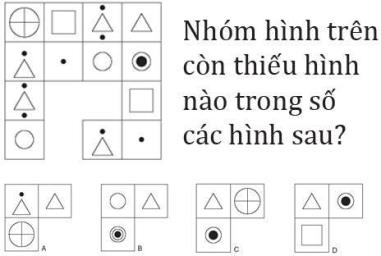 Nhóm hình trên
còn thiếu hình
nào trong số
các hình sau?
A B C D